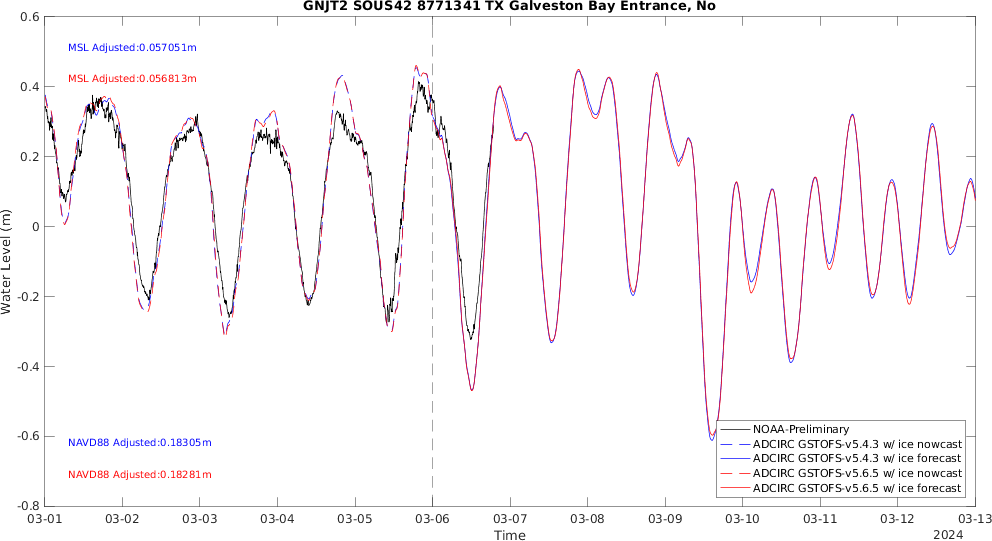 GNJT2 SOUS42 8771341 TX Galveston Bay Entrance, No
0.6
0.4
0.2
0
-0.2
-0.4
-0.6
-0.8
Water Level (m)
MSL Adjusted:0.057051m
MSL Adjusted:0.056813m
NAVD88 Adjusted:0.18305m
NAVD88 Adjusted:0.18281m
NOAA-Preliminary
ADCIRC GSTOFS-v5.4.3 w/ ice nowcast
ADCIRC GSTOFS-v5.4.3 w/ ice forecast
ADCIRC GSTOFS-v5.6.5 w/ ice nowcast
ADCIRC GSTOFS-v5.6.5 w/ ice forecast
03-01 03-02 03-03 03-04 03-05 03-06 03-07 03-08 03-09 03-10 03-11 03-12 03-13
Time
2024